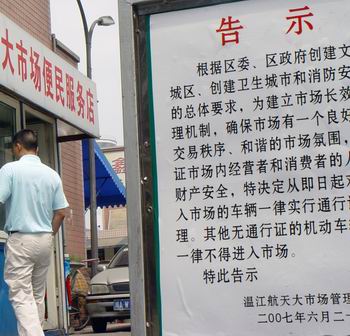 大市场便民服务店
告示
根据区委、区政府创建文
城区、创建卫生城市和消防安
的总体要求，为建立市场长效
理机制，确保市场有一个良好
交易秩序、和谐的市场氛围，
证市场内经营者和消费者的人
财产安全，特决定从即日起对
入市场的车辆一律实行通行证
理。其他无通行证的机动车
一律不得进入市场。
特此告示
温江航天大市场管理
二00七年六月二